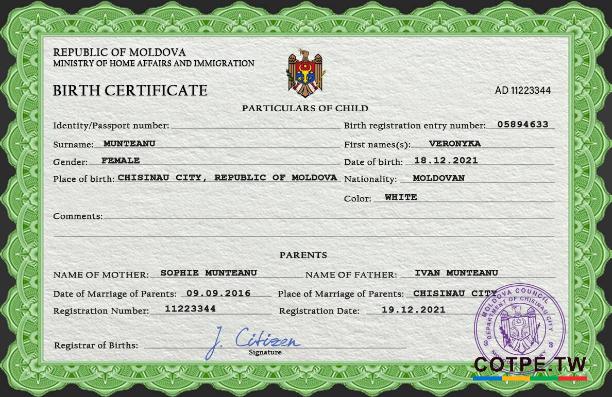 REPUBLIC OF MOLDOVA
MINISTRY OF HOME AFFAIRS AND IMMIGRATION
BIRTH CERTIFICATE
AD 11223344
PARTICULARS OF CHILD
Identity/Passport number:
Birth registration entry number: 05894633
Surname: MUNTEANU
First names(s): VERONYKA
Gender: FEMALE
Date of birth: 18.12.2021
Place of birth: CHISINAU CITY, REPUBLIC OF MOLDOVA
Nationality: MOLDOVAN
Color: WHITE
Comments:
PARENTS
NAME OF MOTHER: SOPHIE MUNTEANU
NAME OF FATHER: IVAN MUNTEANU
Date of Marriage of Parents: 09.09.2016
Place of Marriage of Parents: CHISINAU CITY
Registration Number: 11223344
Registration Date: 19.12.2021
Registrar of Births: J. Citizen
Signature
MOLDOVA COUNCIL
DEPARTMENT OF CHISINAU CITY
COTPE.TW